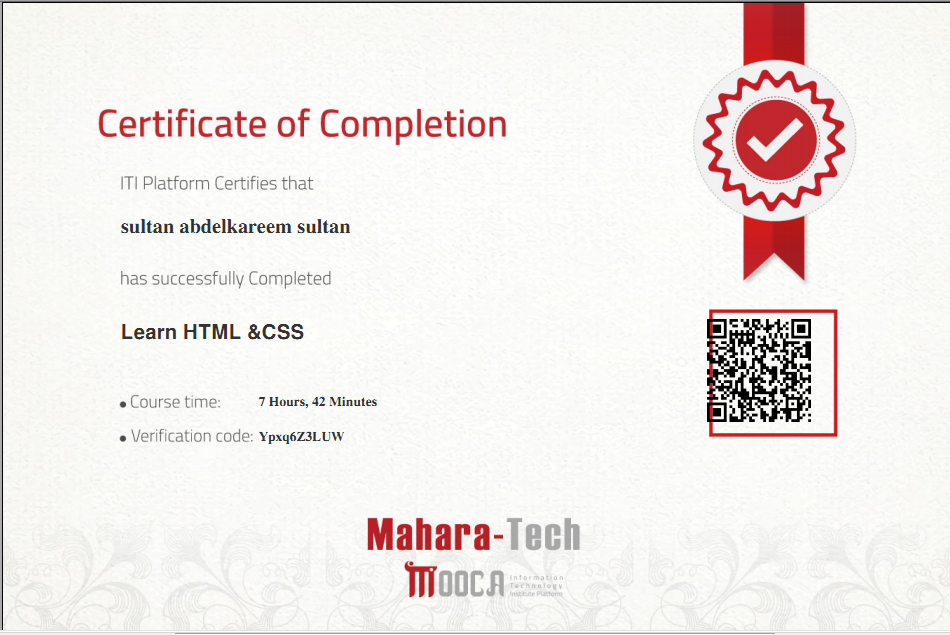 Certificate of Completion
ITI Platform Certifies that
sultan abdelkareem sultan
has successfully Completed
Learn HTML &CSS
Course time: 7 Hours, 42 Minutes
Verification code: Ypxq6Z3LUW
Mahara-Tech
MOOCA
Information
Technology
Institute Platform